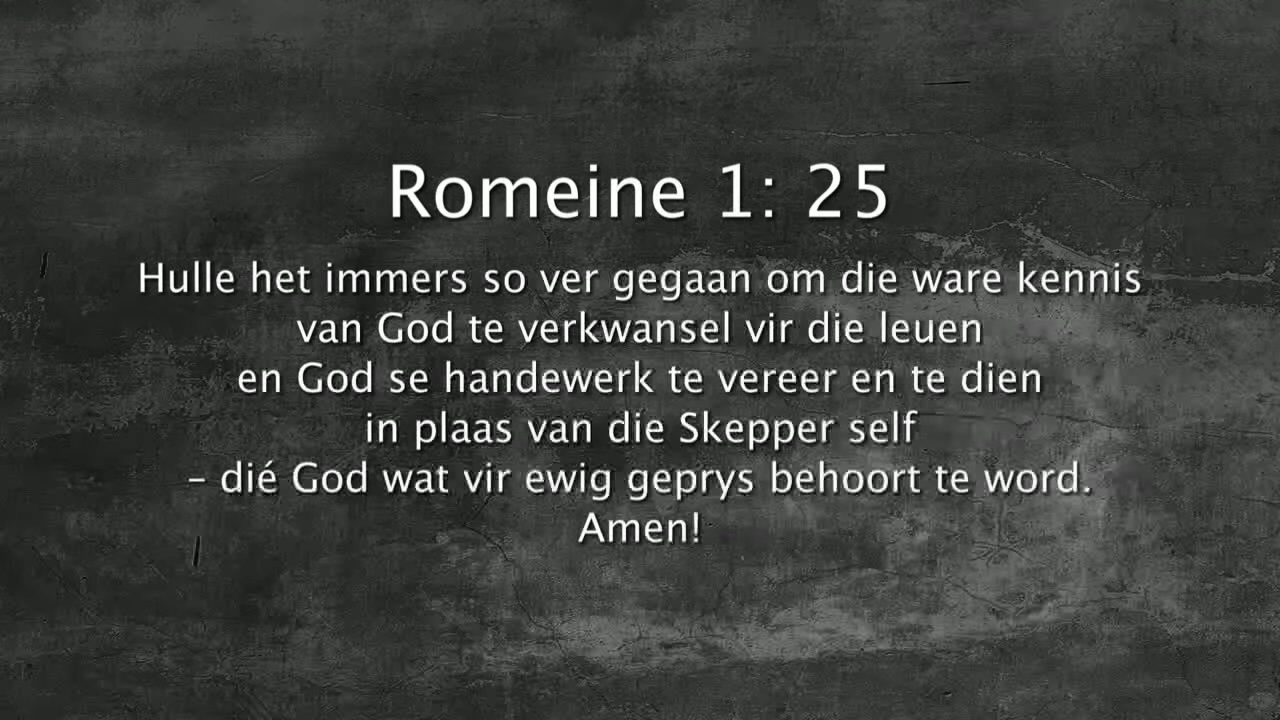 Romeine 1: 25
Hulle het immers so ver gegaan om die ware kennis
van God te verkwansel vir die leuen
en God se handewerk te vereer en te dien
in plaas van die Skepper self
– dié God wat vir ewig geprys behoort te word.
Amen!